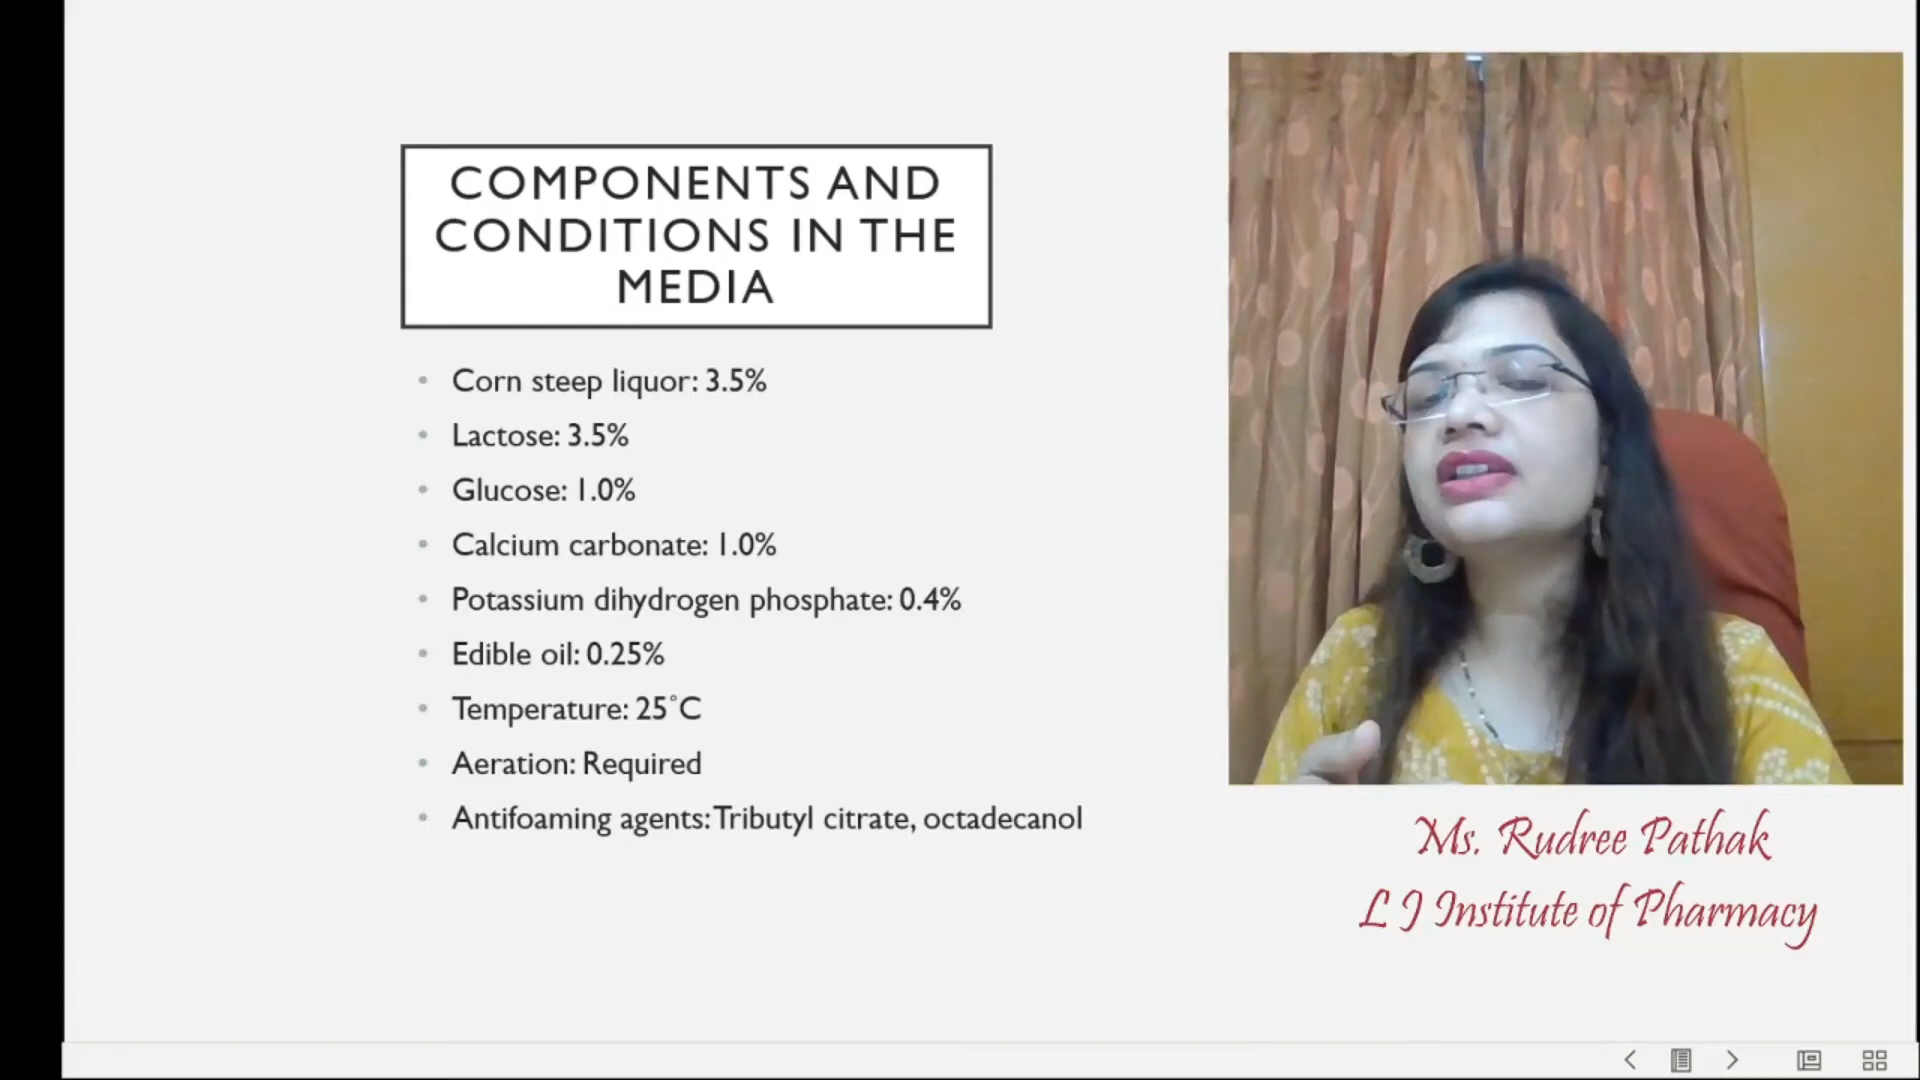 COMPONENTS AND
CONDITIONS IN THE
MEDIA
• Corn steep liquor: 3.5%
• Lactose: 3.5%
• Glucose: 1.0%
• Calcium carbonate: 1.0%
• Potassium dihydrogen phosphate: 0.4%
• Edible oil: 0.25%
• Temperature: 25˚C
• Aeration: Required
• Antifoaming agents: Tributyl citrate, octadecanol
Ms. Rudree Pathak
L J Institute of Pharmacy